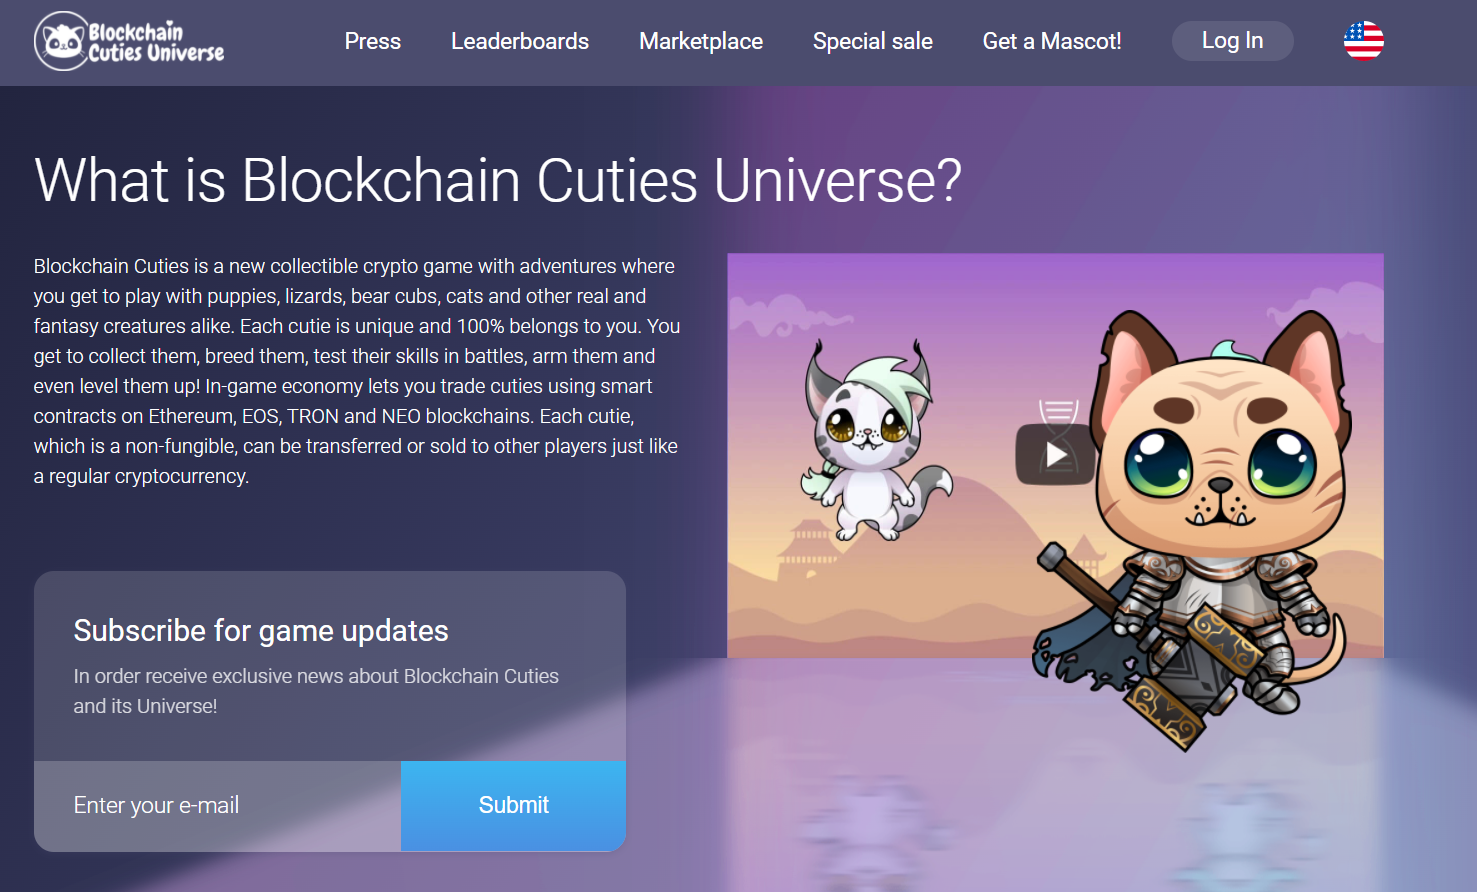 Blockchain
Cuties Universe
Press
Leaderboards
Marketplace
Special sale
Get a Mascot!
Log In
What is Blockchain Cuties Universe?
Blockchain Cuties is a new collectible crypto game with adventures where
you get to play with puppies, lizards, bear cubs, cats and other real and
fantasy creatures alike. Each cutie is unique and 100% belongs to you. You
get to collect them, breed them, test their skills in battles, arm them and
even level them up! In-game economy lets you trade cuties using smart
contracts on Ethereum, EOS, TRON and NEO blockchains. Each cutie,
which is a non-fungible, can be transferred or sold to other players just like
a regular cryptocurrency.
Subscribe for game updates
In order receive exclusive news about Blockchain Cuties
and its Universe!
Enter your e-mail
Submit